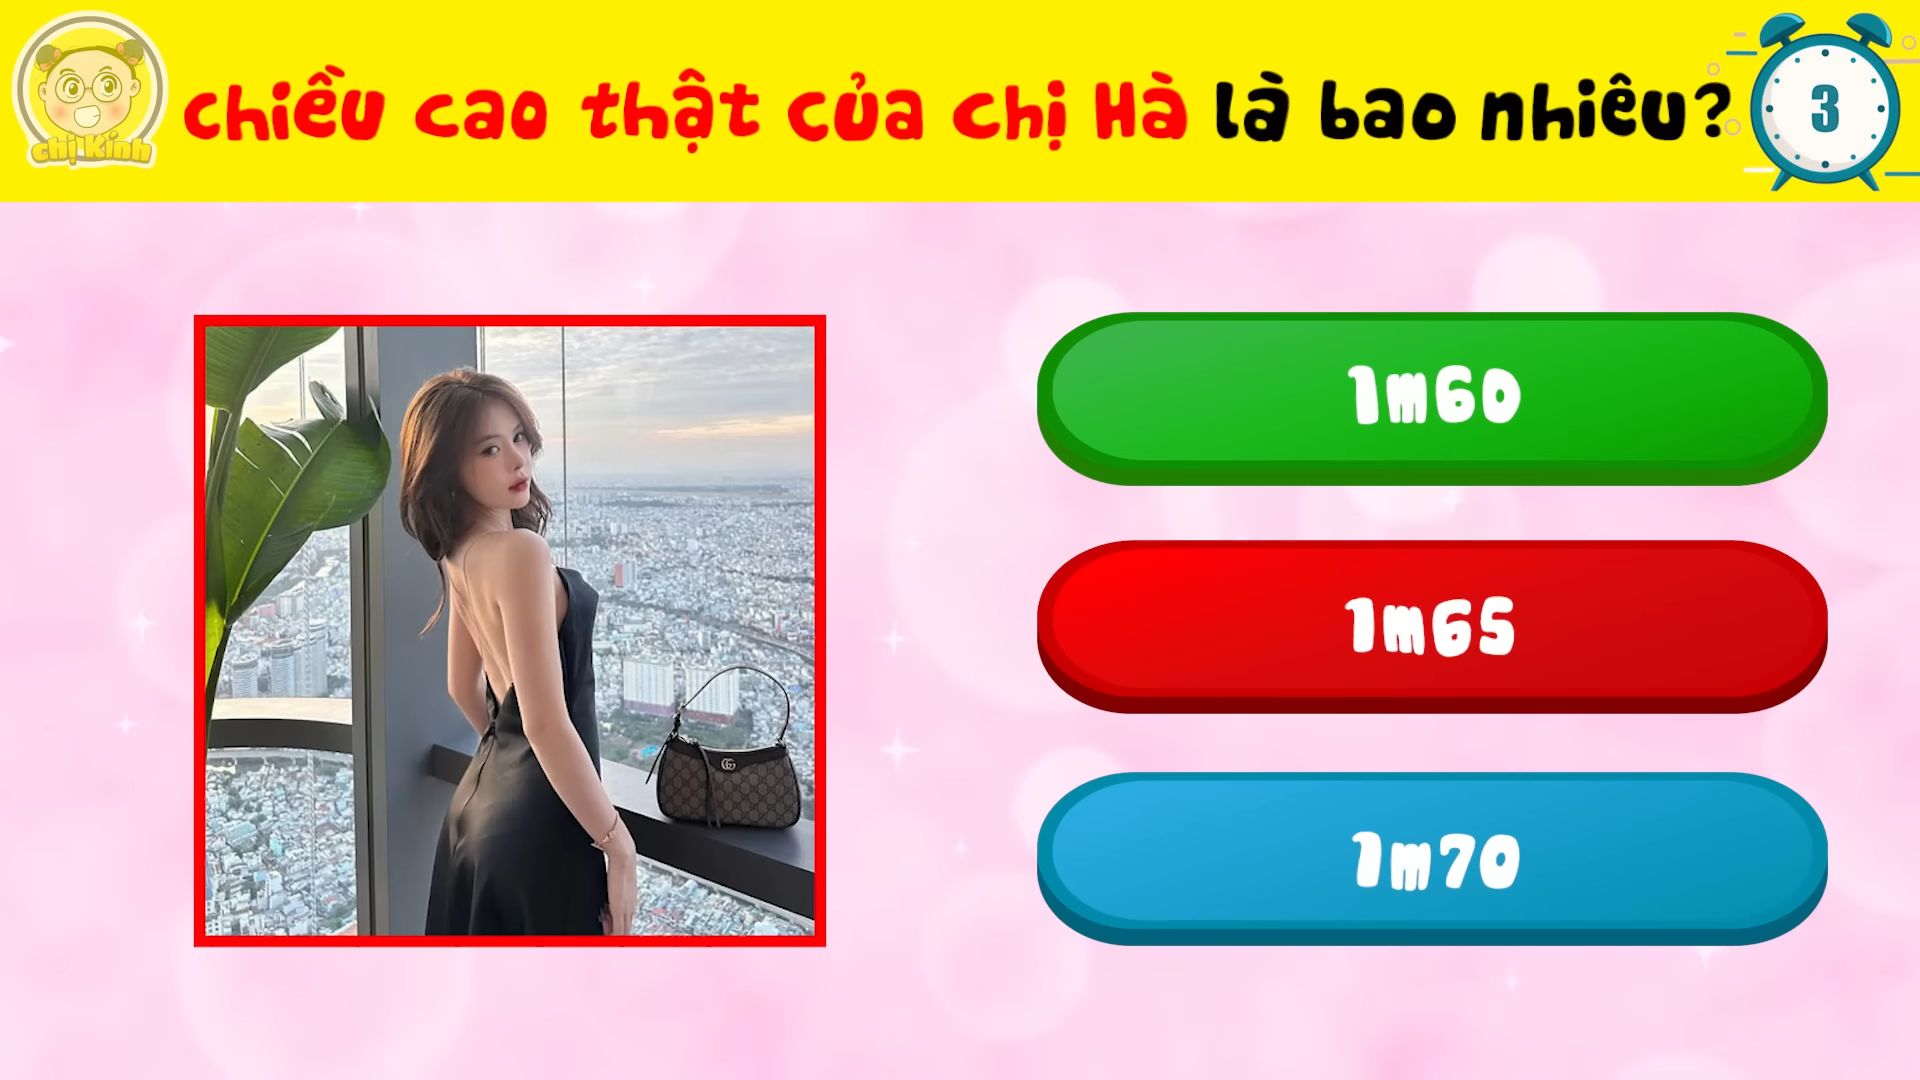 chị Kính
chiều cao thật của chị Hà là bao nhiêu?
3
1m60
1m65
1m70